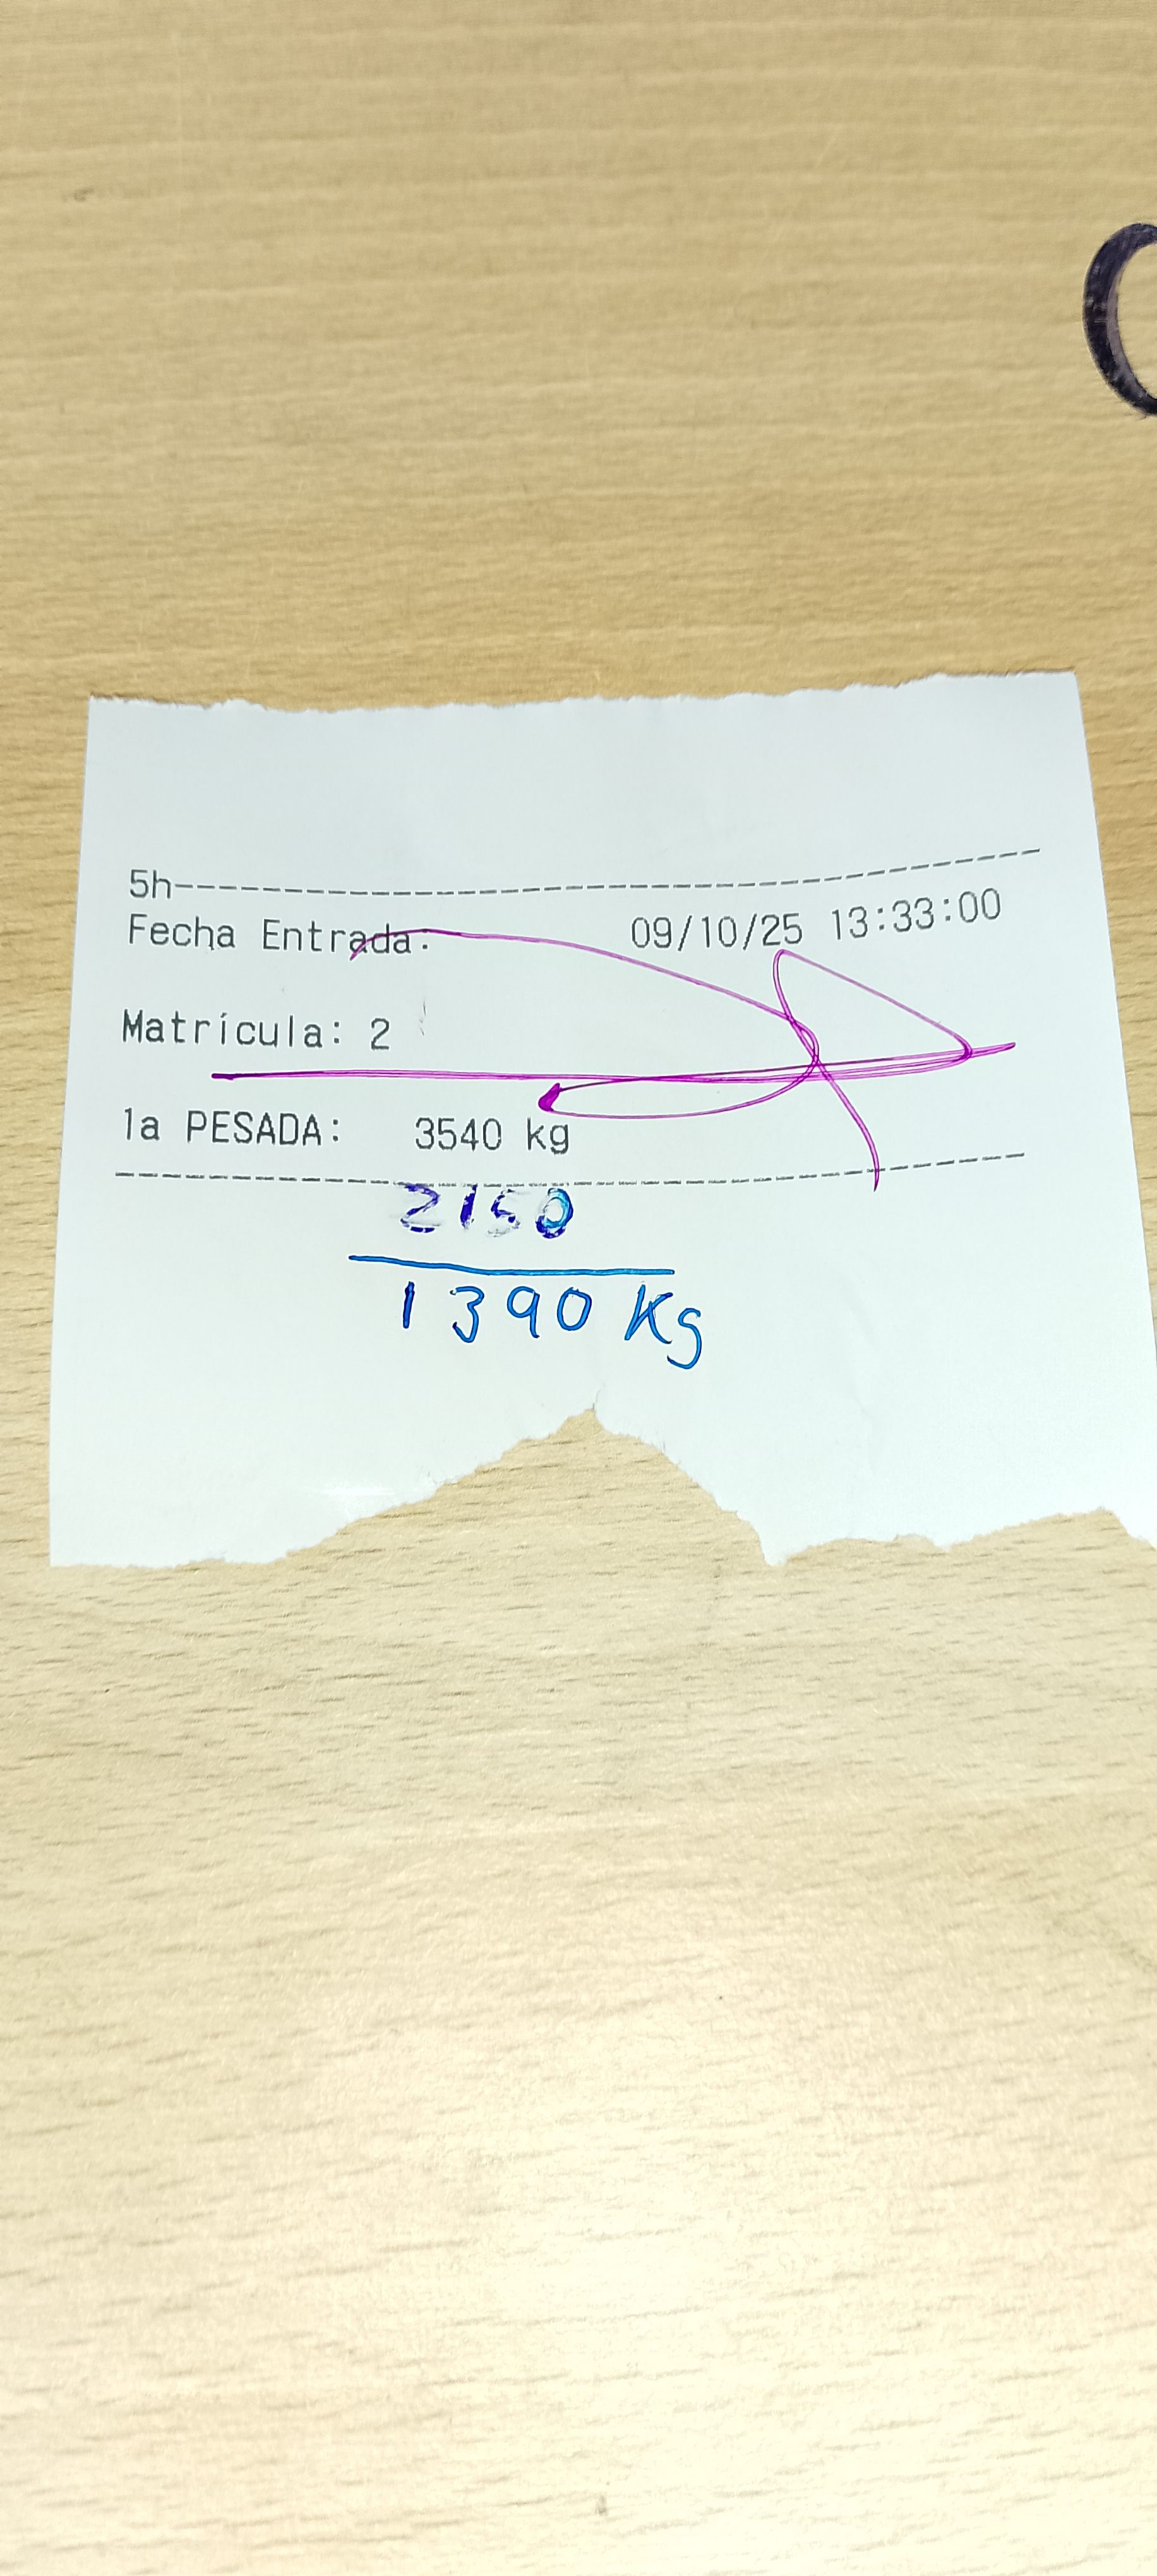 5h
Fecha Entrada: 09/10/25 13:33:00
Matrícula: 2
1a PESADA: 3540 kg
2150
1390 Kg